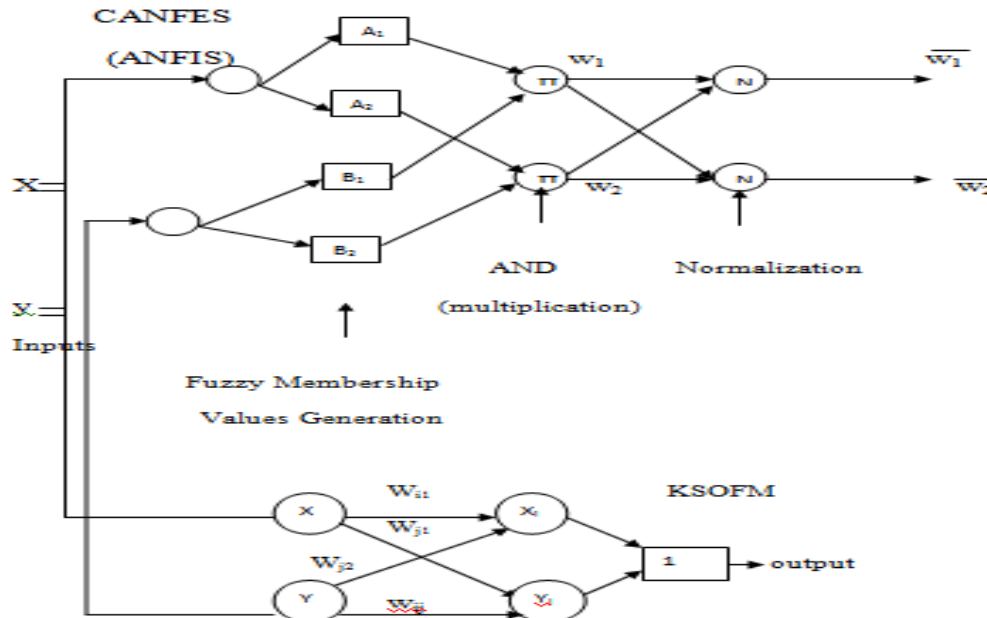 CANFES
(ANFIS)
A₁
A₂
B₁
B₂
π
π
w₁
w₂
N
N
w₁
w₂
X
Y
Inputs
AND
(multiplication)
Normalization
Fuzzy Membership
Values Generation
KSOFM
X
Y
Wᵢ₁
Wⱼ₁
Wⱼ₂
Xᵢ
1
output